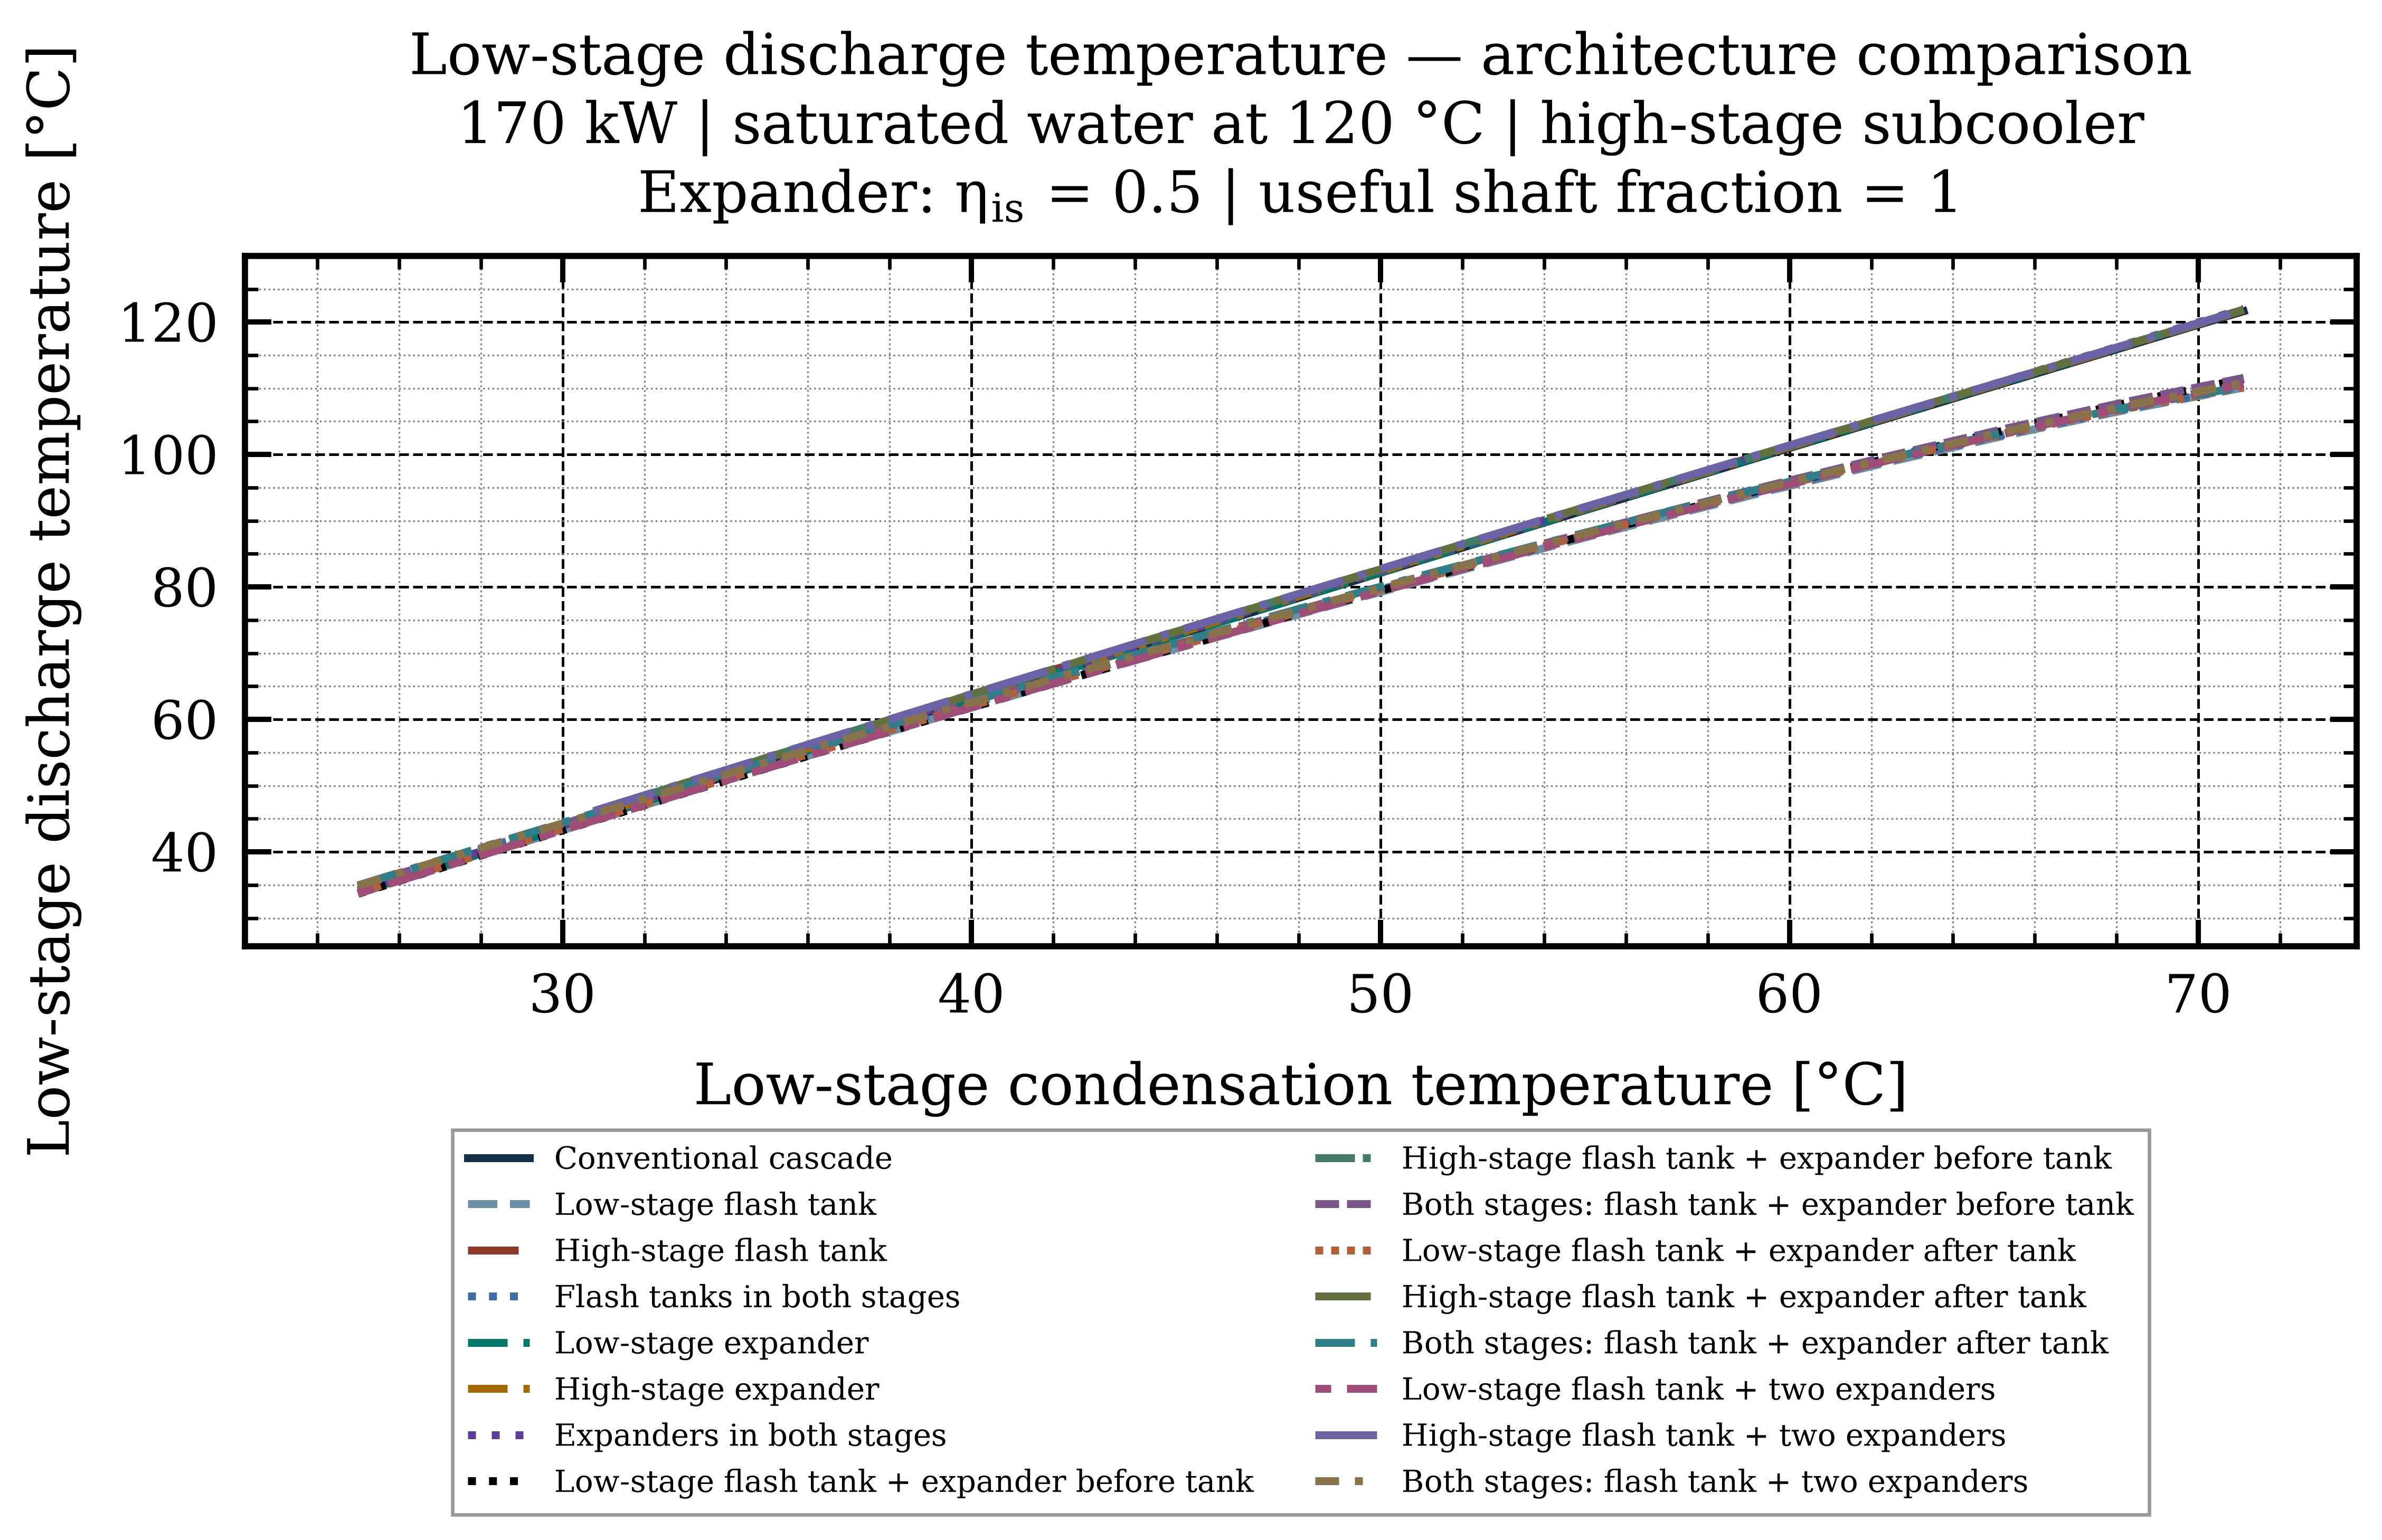 Low-stage discharge temperature — architecture comparison
170 kW | saturated water at 120 °C | high-stage subcooler
Expander: ηis = 0.5 | useful shaft fraction = 1
Low-stage discharge temperature [°C]
120
100
80
60
40
30 40 50 60 70
Low-stage condensation temperature [°C]
Conventional cascade
Low-stage flash tank
High-stage flash tank
Flash tanks in both stages
Low-stage expander
High-stage expander
Expanders in both stages
Low-stage flash tank + expander before tank
High-stage flash tank + expander before tank
Both stages: flash tank + expander before tank
Low-stage flash tank + expander after tank
High-stage flash tank + expander after tank
Both stages: flash tank + expander after tank
Low-stage flash tank + two expanders
High-stage flash tank + two expanders
Both stages: flash tank + two expanders